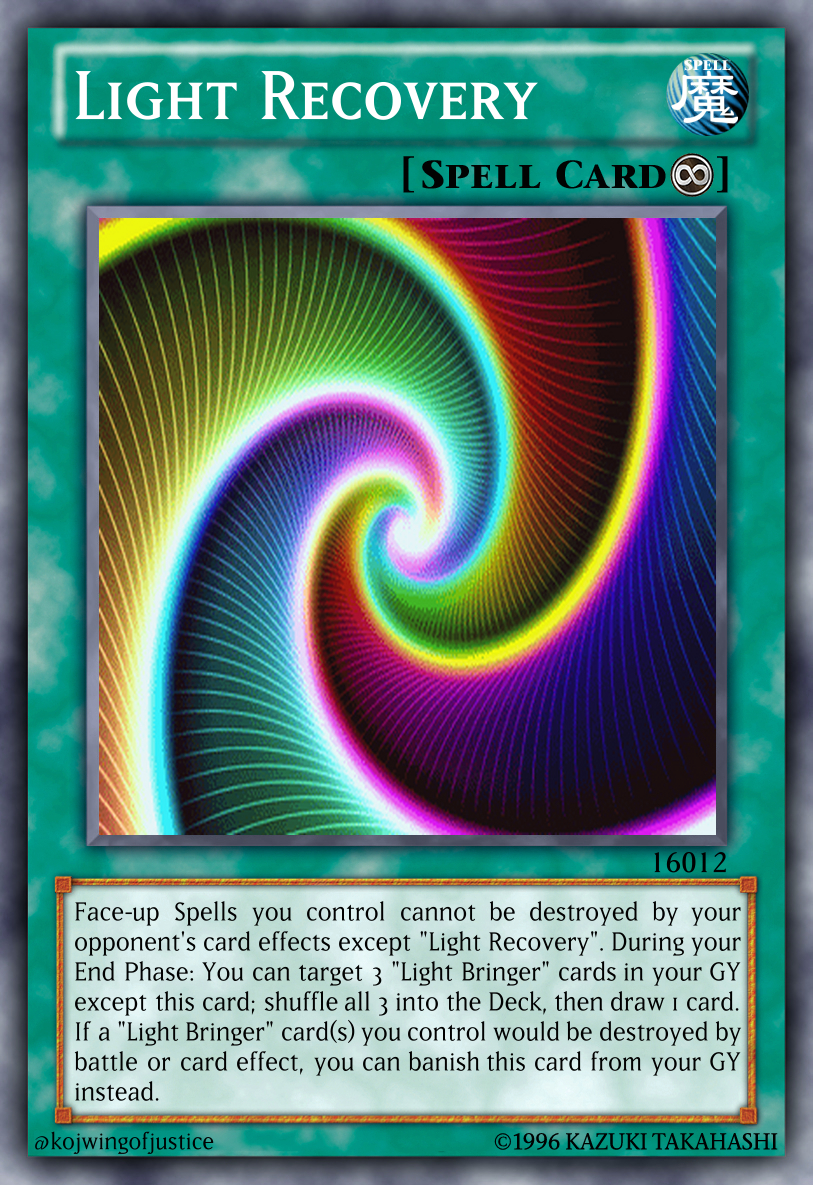 Light Recovery
SPELL
魔
[Spell Card∞]
16012
Face-up Spells you control cannot be destroyed by your
opponent's card effects except "Light Recovery". During your
End Phase: You can target 3 "Light Bringer" cards in your GY
except this card; shuffle all 3 into the Deck, then draw 1 card.
If a "Light Bringer" card(s) you control would be destroyed by
battle or card effect, you can banish this card from your GY
instead.
@kojwingofjustice
©1996 KAZUKI TAKAHASHI